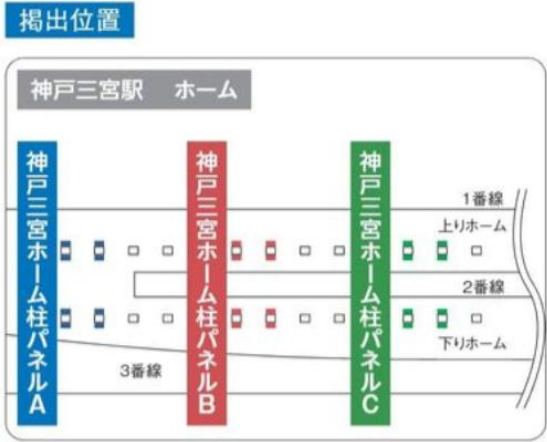 掲出位置
神戸三宮駅 ホーム
神戸三宮ホーム柱パネルA
神戸三宮ホーム柱パネルB
神戸三宮ホーム柱パネルC
1番線
上りホーム
2番線
下りホーム
3番線